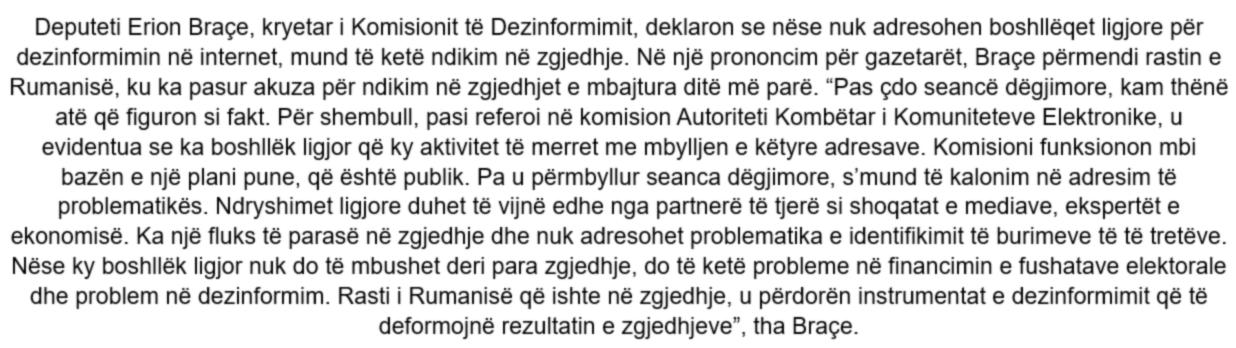 Deputeti Erion Braçe, kryetar i Komisionit të Dezinformimit, deklaron se nëse nuk adresohen boshllëqet ligjore për
dezinformimin në internet, mund të ketë ndikim në zgjedhje. Në një prononcim për gazetarët, Braçe përmendi rastin e
Rumanisë, ku ka pasur akuza për ndikim në zgjedhjet e mbajtura ditë më parë. “Pas çdo seancë dëgjimore, kam thënë
atë që figuron si fakt. Për shembull, pasi referoi në komision Autoriteti Kombëtar i Komuniteteve Elektronike, u
evidentua se ka boshllëk ligjor që ky aktivitet të merret me mbylljen e këtyre adresave. Komisioni funksionon mbi
bazën e një plani pune, që është publik. Pa u përmbyllur seanca dëgjimore, s’mund të kalonim në adresim të
problematikës. Ndryshimet ligjore duhet të vijnë edhe nga partnerë të tjerë si shoqatat e mediave, ekspertët e
ekonomisë. Ka një fluks të parasë në zgjedhje dhe nuk adresohet problematika e identifikimit të burimeve të të tretëve.
Nëse ky boshllëk ligjor nuk do të mbushet deri para zgjedhje, do të ketë probleme në financimin e fushatave elektorale
dhe problem në dezinformim. Rasti i Rumanisë që ishte në zgjedhje, u përdorën instrumentat e dezinformimit që të
deformojnë rezultatin e zgjedhjeve”, tha Braçe.